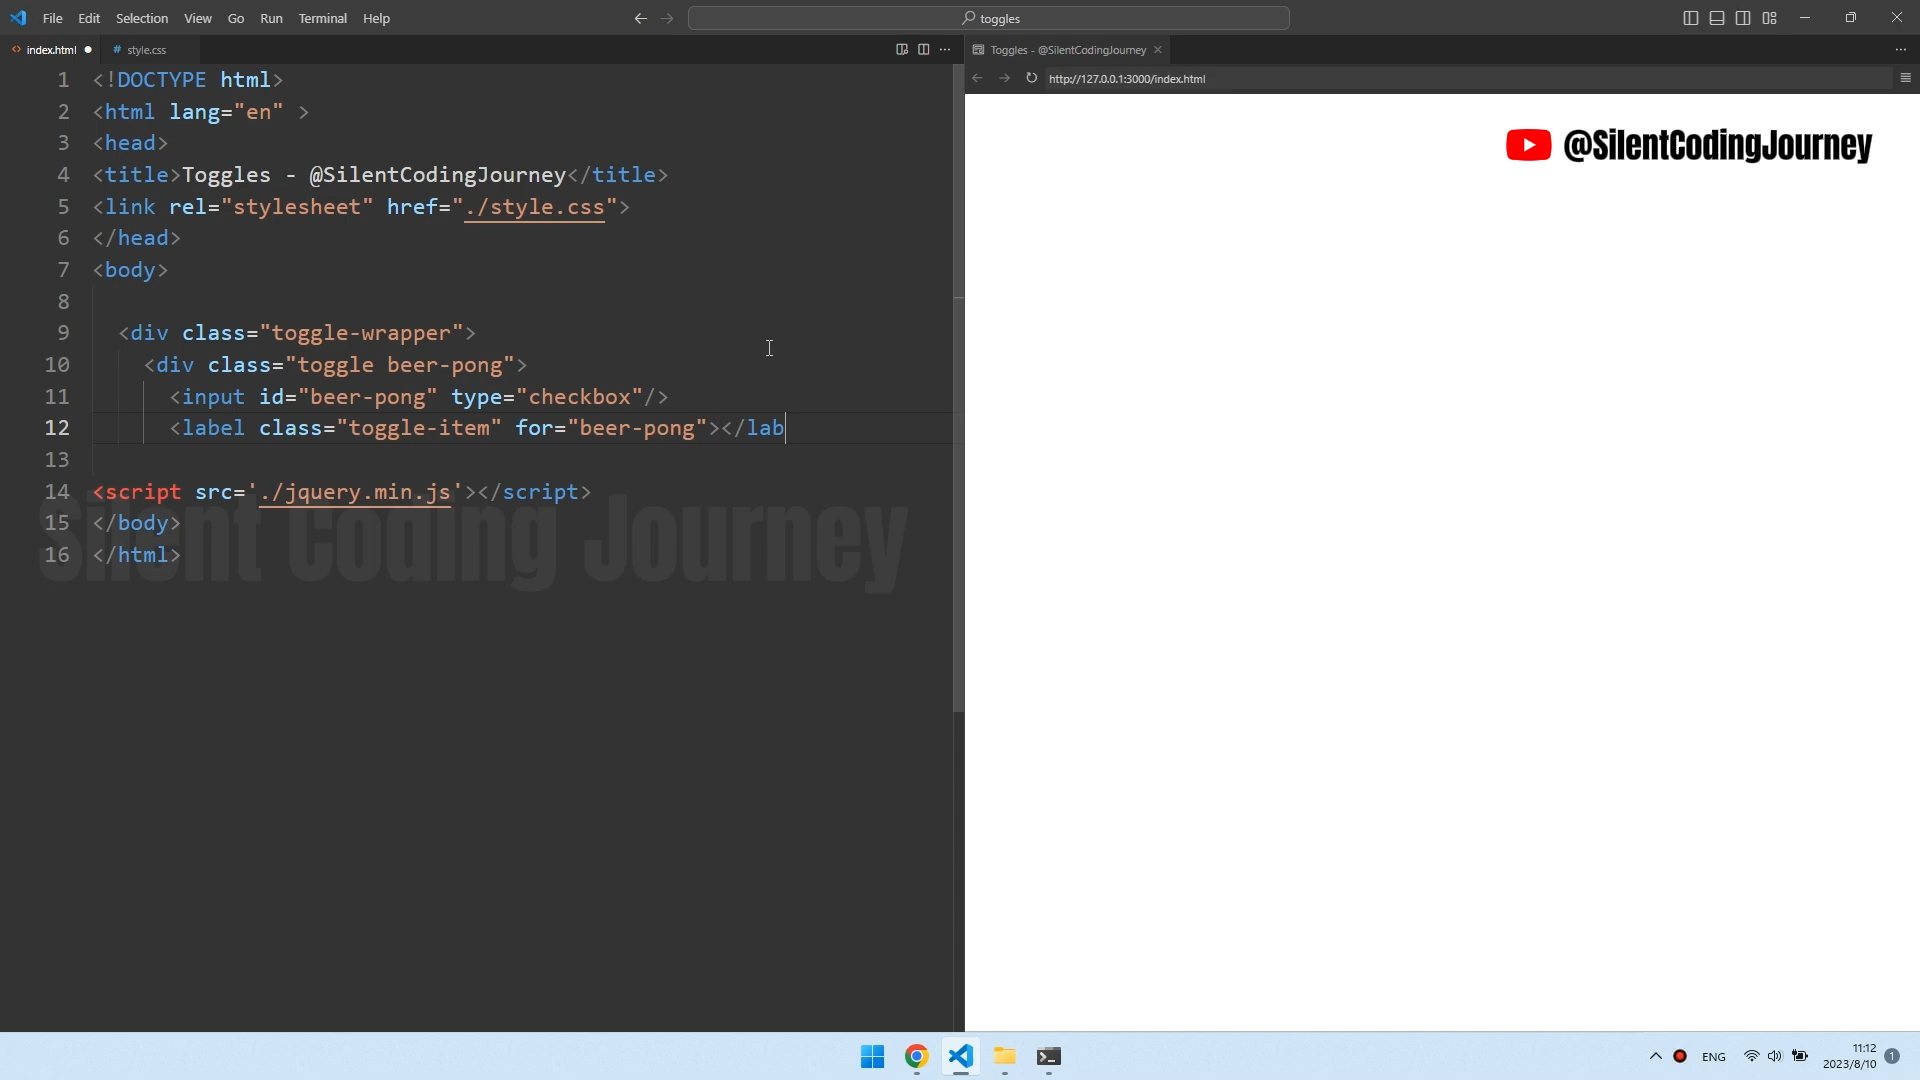 File Edit Selection View Go Run Terminal Help
toggles
index.html
# style.css
Toggles - @SilentCodingJourney
http://127.0.0.1:3000/index.html
1 <!DOCTYPE html>
2 <html lang="en" >
3 <head>
4 <title>Toggles - @SilentCodingJourney</title>
5 <link rel="stylesheet" href="./style.css">
6 </head>
7 <body>
8
9 <div class="toggle-wrapper">
10 <div class="toggle beer-pong">
11 <input id="beer-pong" type="checkbox"/>
12 <label class="toggle-item" for="beer-pong"></lab
13
14 <script src='./jquery.min.js'></script>
15 </body>
16 </html>
Silent Coding Journey
@SilentCodingJourney
ENG
11:12
2023/8/10
1